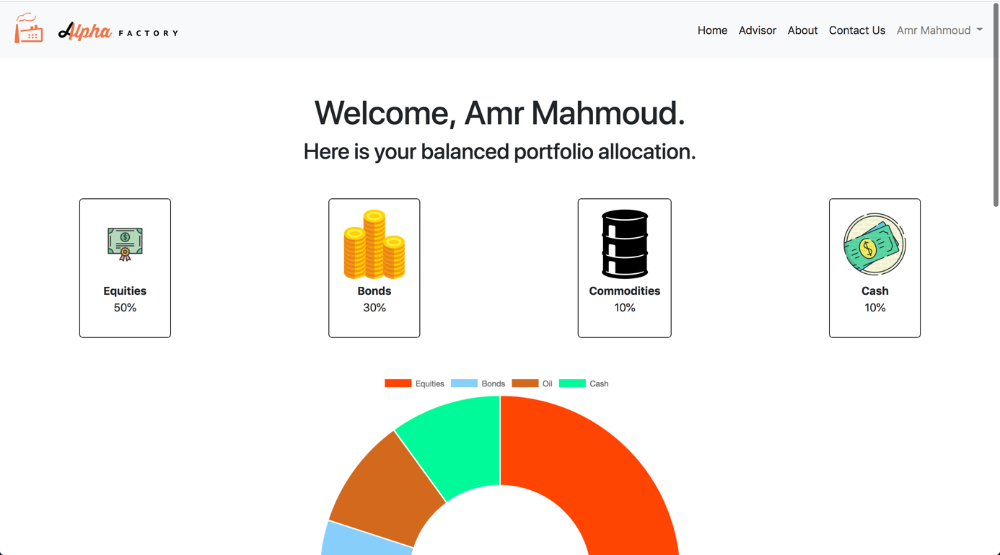 Alpha FACTORY
Home Advisor About Contact Us Amr Mahmoud
Welcome, Amr Mahmoud.
Here is your balanced portfolio allocation.
Equities
50%
Bonds
30%
Commodities
10%
Cash
10%
Equities Bonds Oil Cash